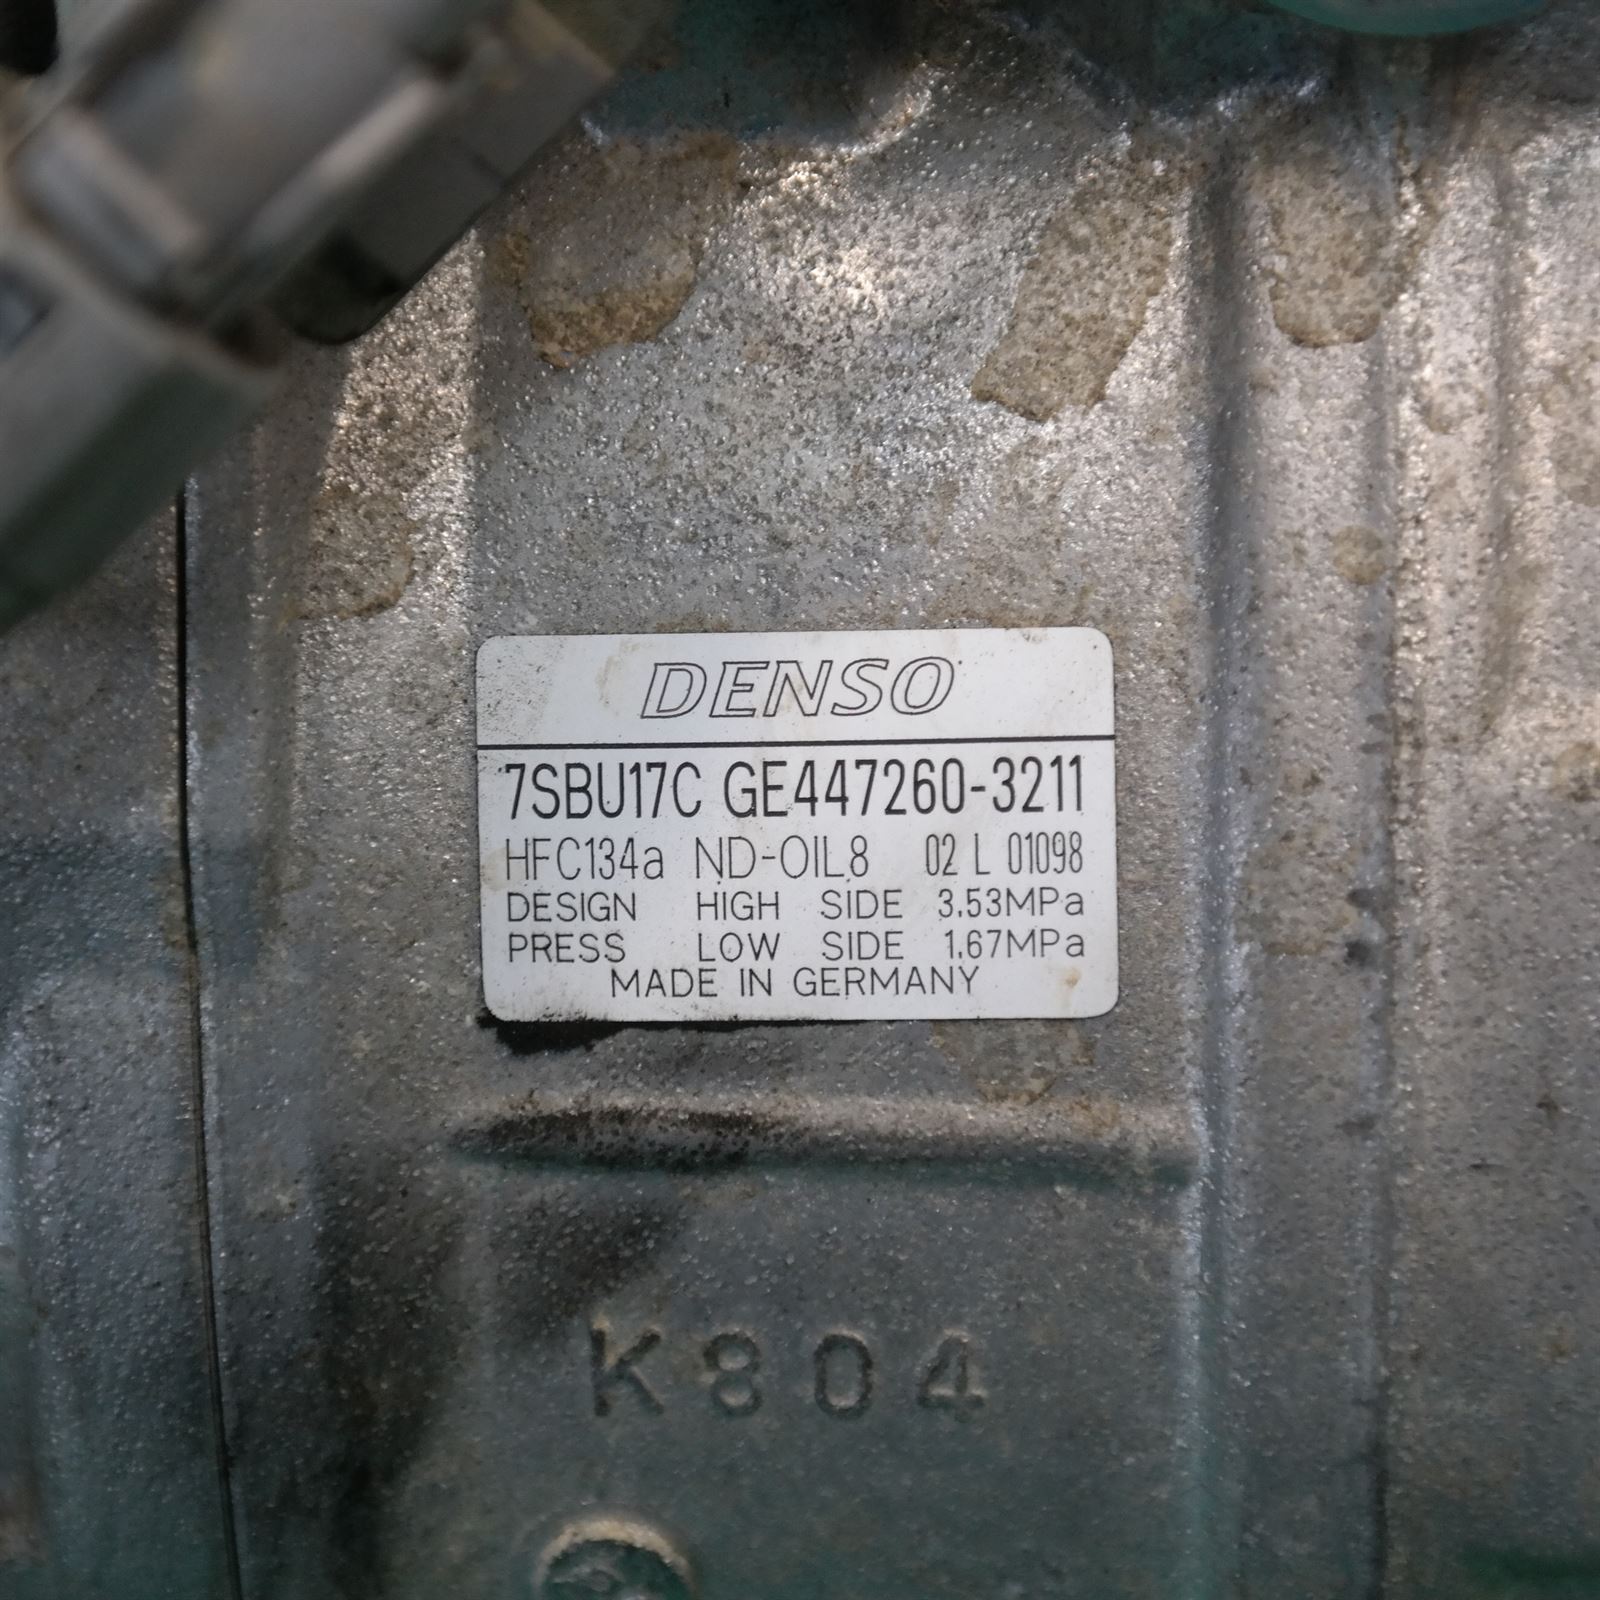 DENSO
7SBU17C GE447260-3211
HFC134a ND-OIL8 02 L 01098
DESIGN HIGH SIDE 3.53MPa
PRESS LOW SIDE 1.67MPa
MADE IN GERMANY
K804